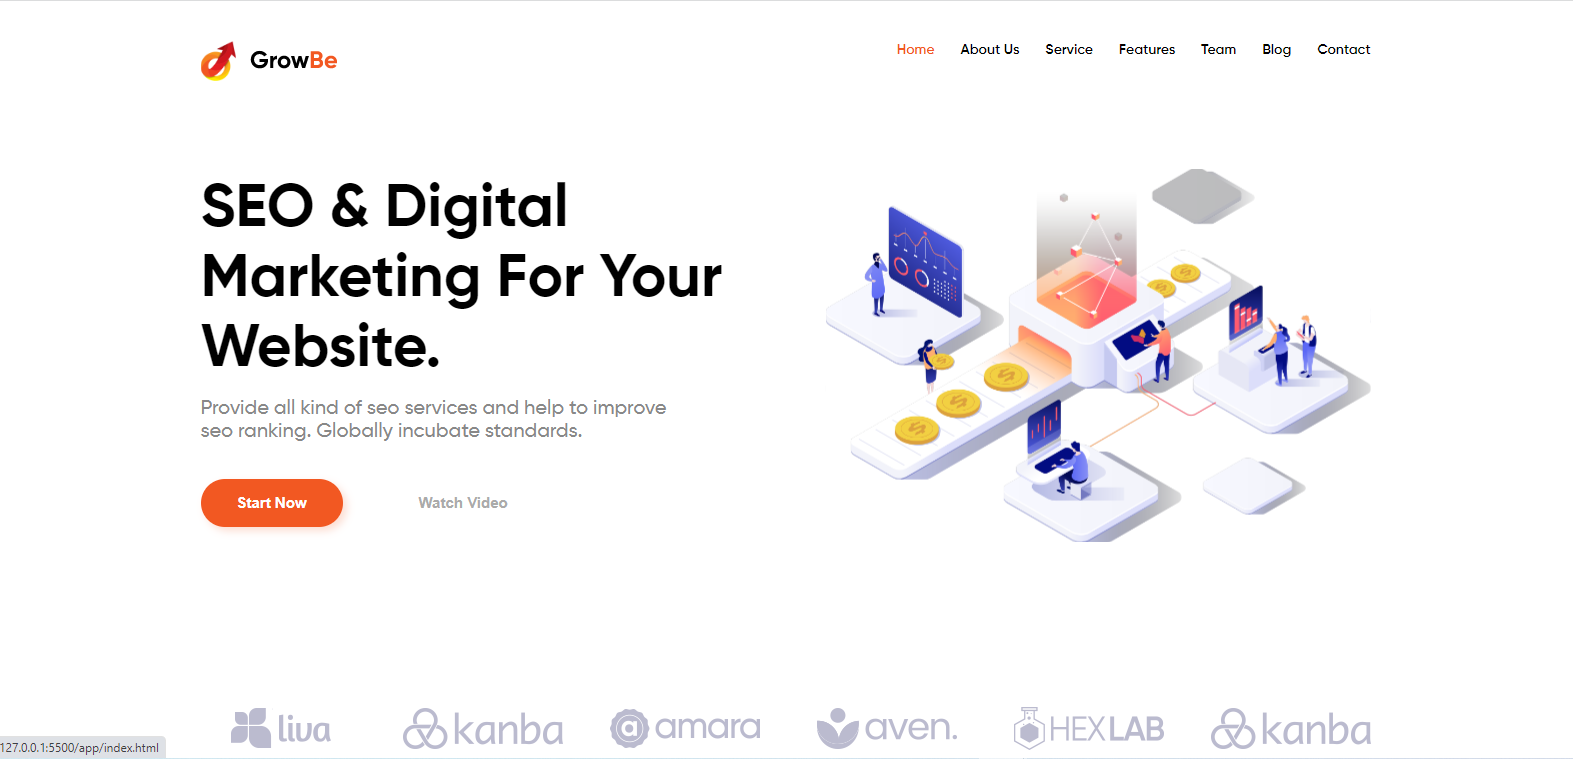 GrowBe
Home About Us Service Features Team Blog Contact
SEO & Digital
Marketing For Your
Website.
Provide all kind of seo services and help to improve
seo ranking. Globally incubate standards.
Start Now Watch Video
liva kanba amara aven. HEXLAB kanba
127.0.0.1:5500/app/index.html